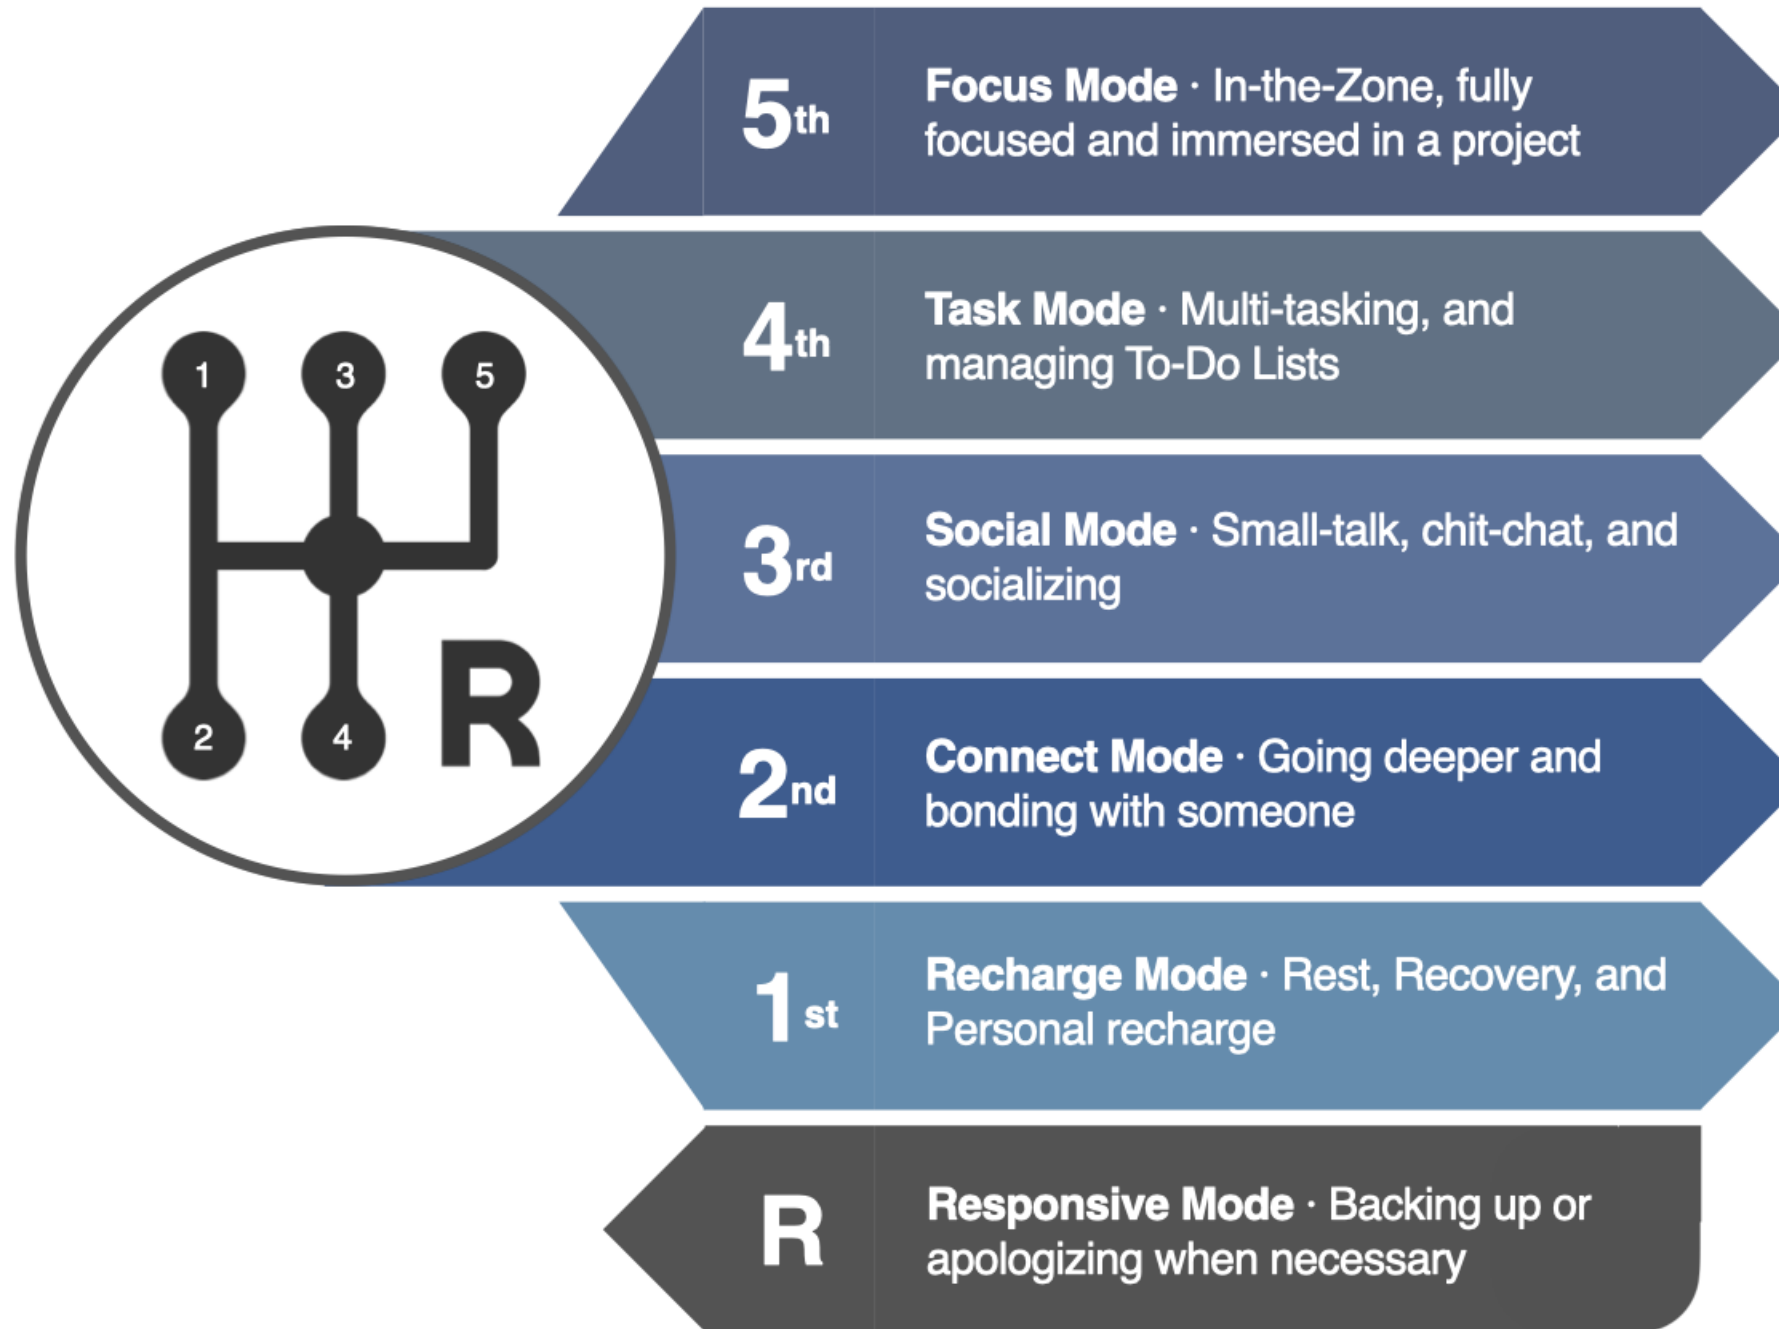 5th
Focus Mode · In-the-Zone, fully
focused and immersed in a project
4th
Task Mode · Multi-tasking, and
managing To-Do Lists
1 3 5
3rd
Social Mode · Small-talk, chit-chat, and
socializing
2 4 R
2nd
Connect Mode · Going deeper and
bonding with someone
1st
Recharge Mode · Rest, Recovery, and
Personal recharge
R
Responsive Mode · Backing up or
apologizing when necessary